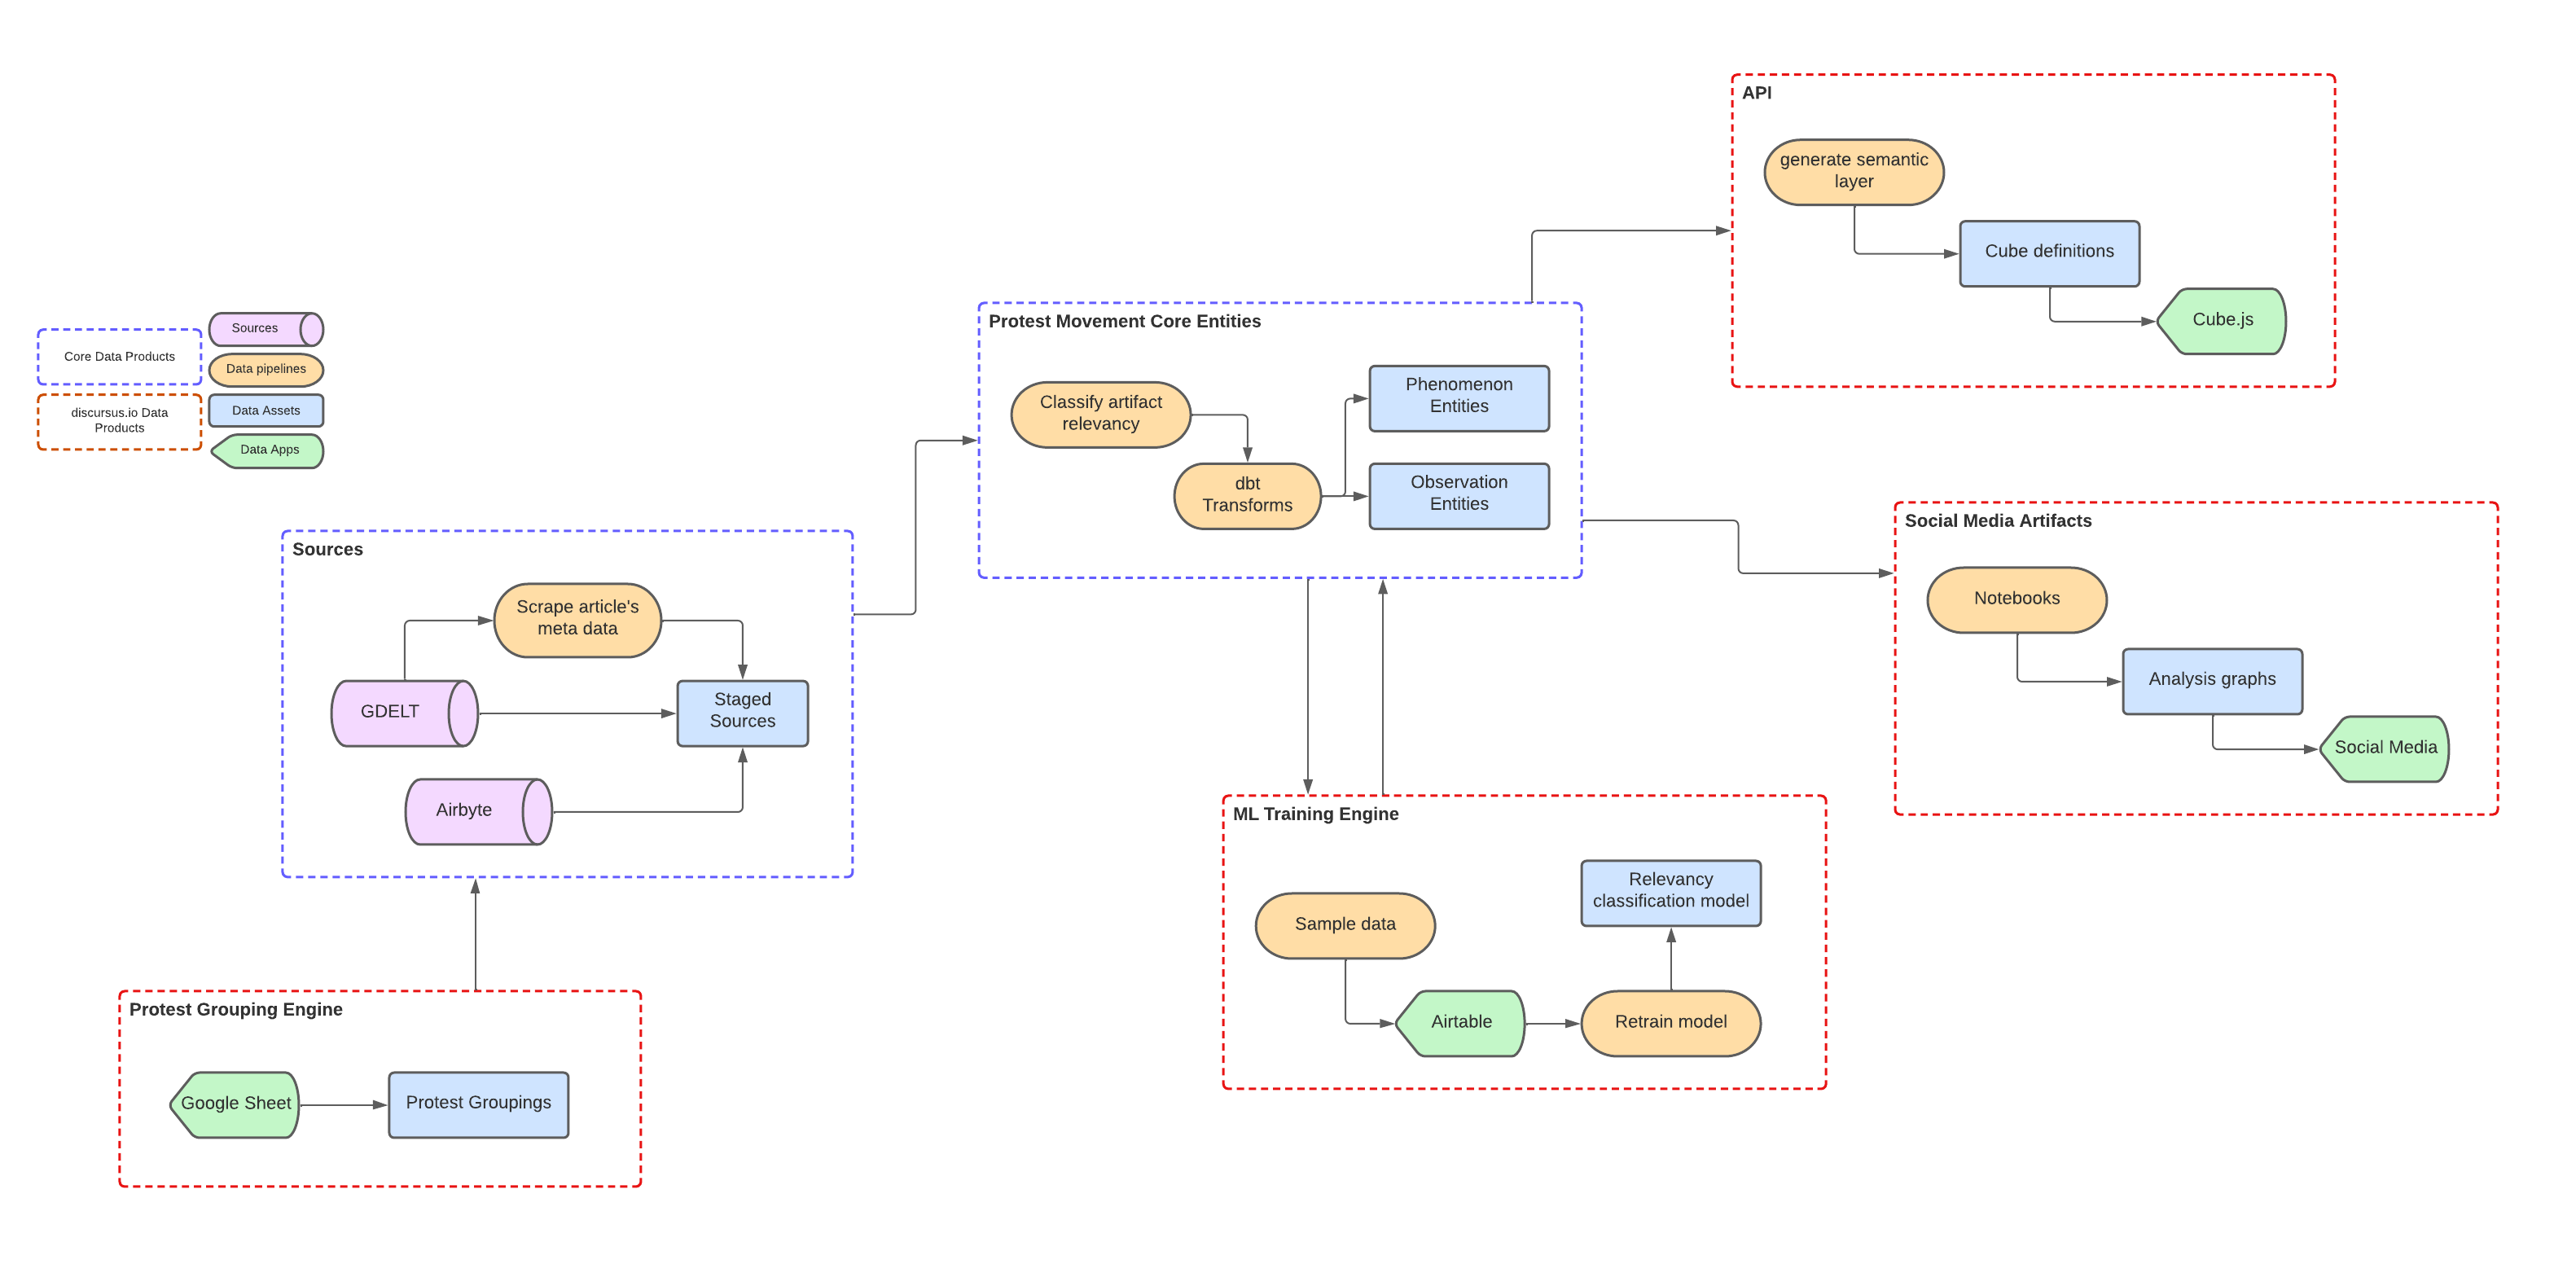 API
generate semantic
layer
Cube definitions
Cube.js
Core Data Products
discursus.io Data
Products
Sources
Data pipelines
Data Assets
Data Apps
Protest Movement Core Entities
Classify artifact
relevancy
dbt
Transforms
Phenomenon
Entities
Observation
Entities
Sources
Scrape article's
meta data
GDELT
Staged
Sources
Airbyte
Social Media Artifacts
Notebooks
Analysis graphs
Social Media
ML Training Engine
Sample data
Airtable
Retrain model
Relevancy
classification model
Protest Grouping Engine
Google Sheet
Protest Groupings